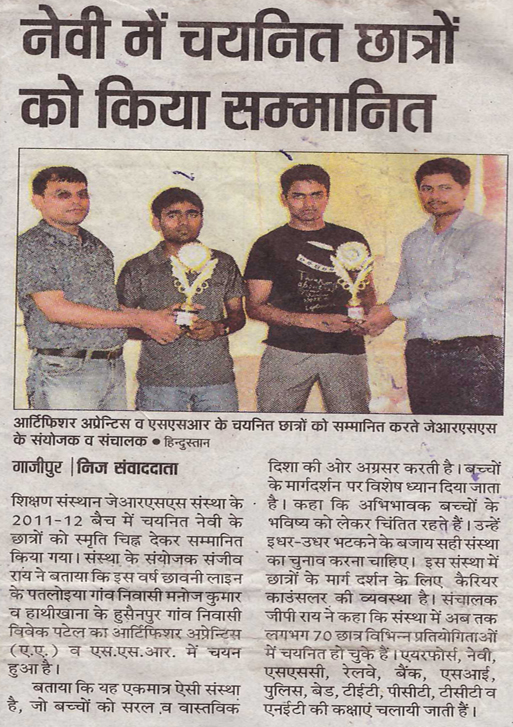 नेवी में चयनित छात्रों
को किया सम्मानित
आर्टिफिशर अप्रेन्टिस व एसएसआर के चयनित छात्रों को सम्मानित करते जेआरएसएस
के संयोजक व संचालक ● हिन्दुस्तान
गाजीपुर | निज संवाददाता
शिक्षण संस्थान जेआरएसएस संस्था के
2011-12 बैच में चयनित नेवी के
छात्रों को स्मृति चिह्न देकर सम्मानित
किया गया। संस्था के संयोजक संजीव
राय ने बताया कि इस वर्ष छावनी लाइन
के पतलोइया गांव निवासी मनोज कुमार
व हाथीखाना के हुसैनपुर गांव निवासी
विवेक पटेल का आर्टिफिशर अप्रेन्टिस
(ए.ए.) व एस.एस.आर. में चयन
हुआ है।
बताया कि यह एकमात्र ऐसी संस्था
है, जो बच्चों को सरल व वास्तविक
दिशा की ओर अग्रसर करती है। बच्चों
के मार्गदर्शन पर विशेष ध्यान दिया जाता
है। कहा कि अभिभावक बच्चों के
भविष्य को लेकर चिंतित रहते हैं। उन्हें
इधर-उधर भटकने के बजाय सही संस्था
का चुनाव करना चाहिए। इस संस्था में
छात्रों के मार्ग दर्शन के लिए कैरियर
काउंसलर की व्यवस्था है। संचालक
जीपी राय ने कहा कि संस्था में अब तक
लगभग 70 छात्र विभिन्न प्रतियोगिताओं
में चयनित हो चुके हैं। एयरफोर्स, नेवी,
एसएससी, रेलवे, बैंक, एसआई,
पुलिस, बेड, टीईटी, पीसीटी, टीसीटी व
एनईटी की कक्षाएं चलायी जाती हैं।